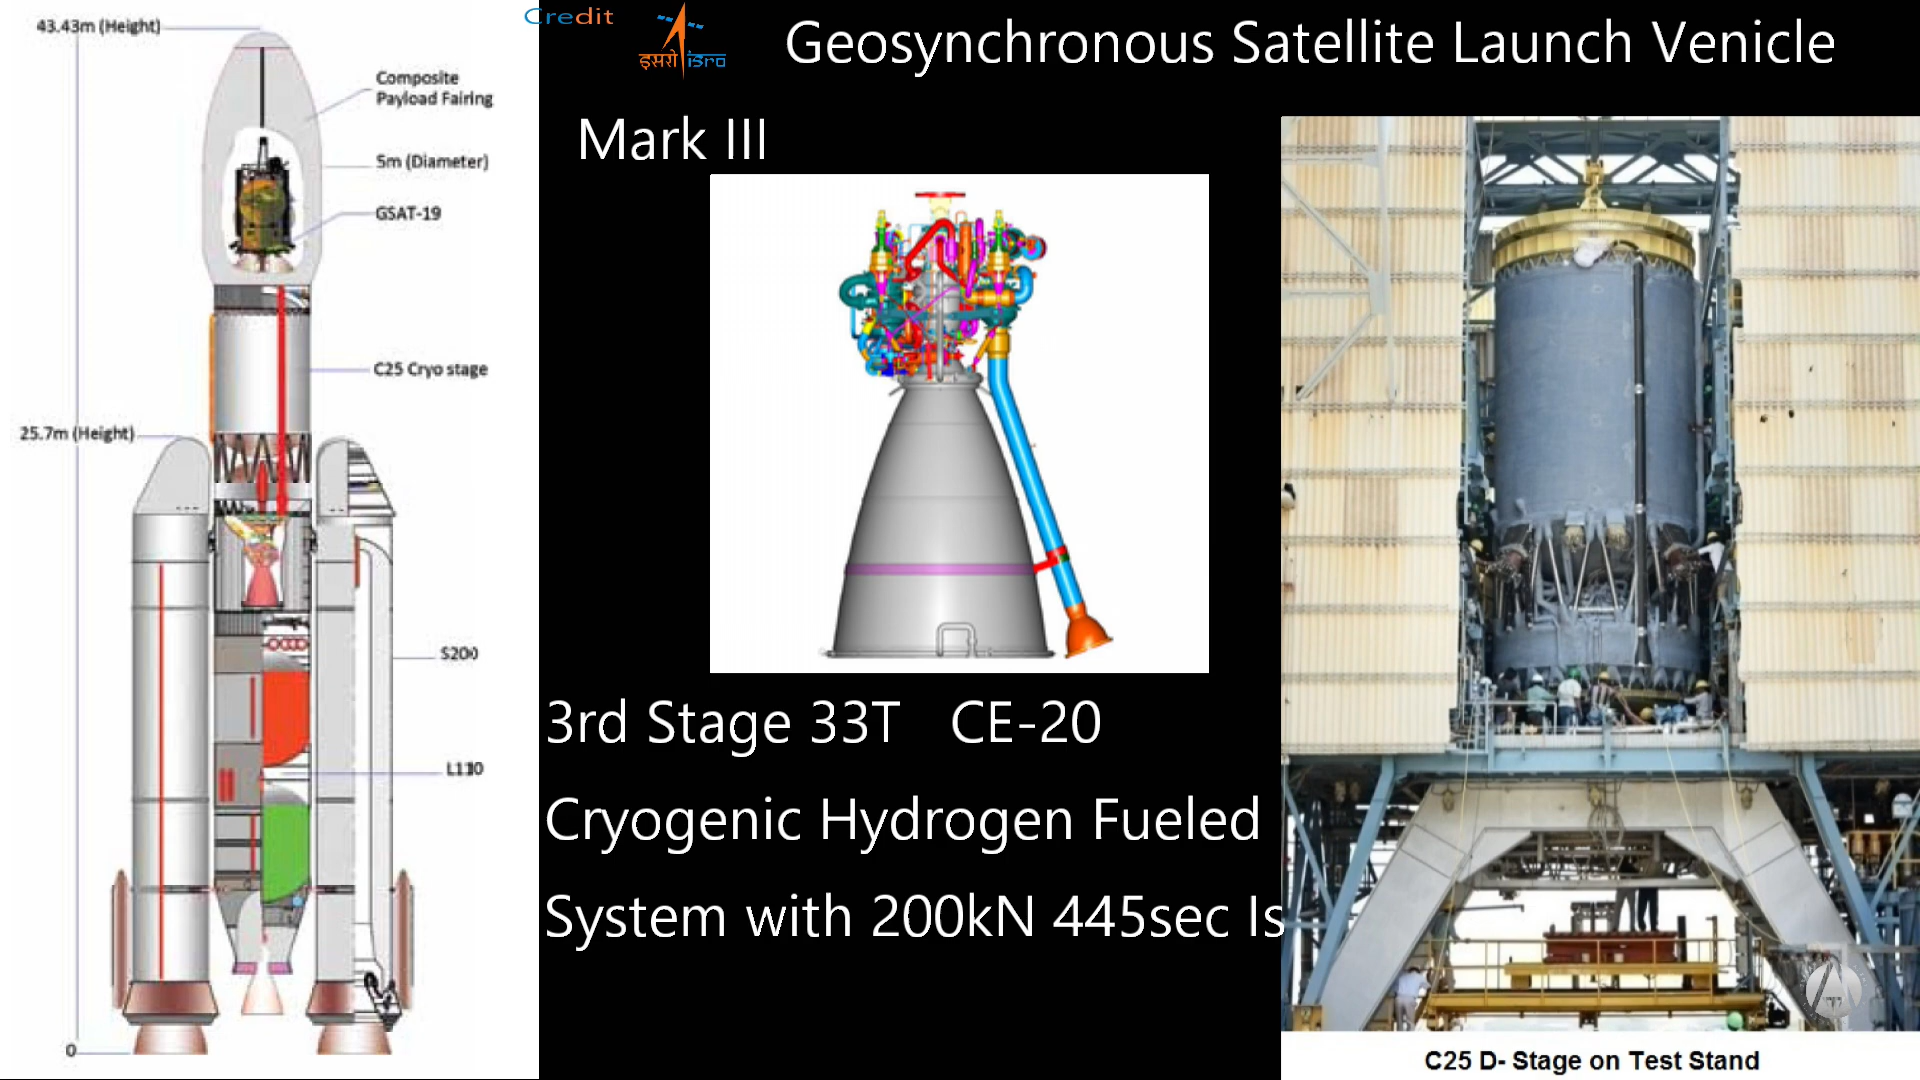 43.43m (Height)
Composite
Payload Fairing
5m (Diameter)
GSAT-19
C25 Cryo stage
25.7m (Height)
S200
L110
0
Credit
इसरो isro
Geosynchronous Satellite Launch Venicle
Mark III
3rd Stage 33T CE-20
Cryogenic Hydrogen Fueled
System with 200kN 445sec Is
C25 D- Stage on Test Stand